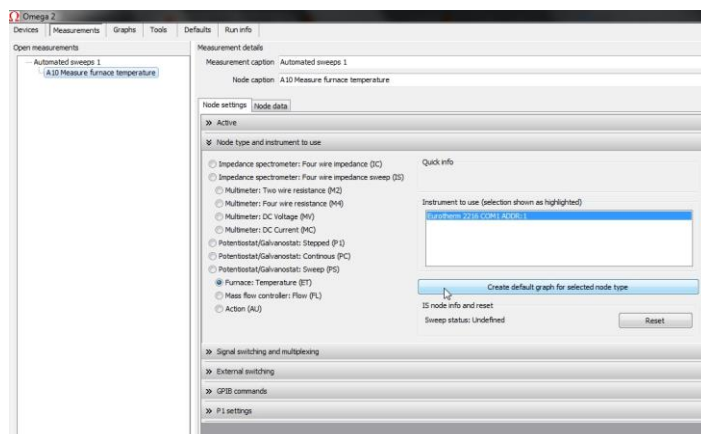 Omega 2
Devices Measurements Graphs Tools Defaults Run info
Open measurements
Automated sweeps 1
A10 Measure furnace temperature
Measurement details
Measurement caption Automated sweeps 1
Node caption A10 Measure furnace temperature
Node settings Node data
Active
Node type and instrument to use
Impedance spectrometer: Four wire impedance (IC)
Impedance spectrometer: Four wire impedance sweep (IS)
Multimeter: Two wire resistance (M2)
Multimeter: Four wire resistance (M4)
Multimeter: DC Voltage (MV)
Multimeter: DC Current (MC)
Potentiostat/Galvanostat: Stepped (P1)
Potentiostat/Galvanostat: Continous (PC)
Potentiostat/Galvanostat: Sweep (PS)
Furnace: Temperature (ET)
Mass flow controller: Flow (FL)
Action (AU)
Quick info
Instrument to use (selection shown as highlighted)
Eurotherm 2216 COM1 ADDR:1
Create default graph for selected node type
IS node info and reset
Sweep status: Undefined Reset
Signal switching and multiplexing
External switching
GPIB commands
P1 settings